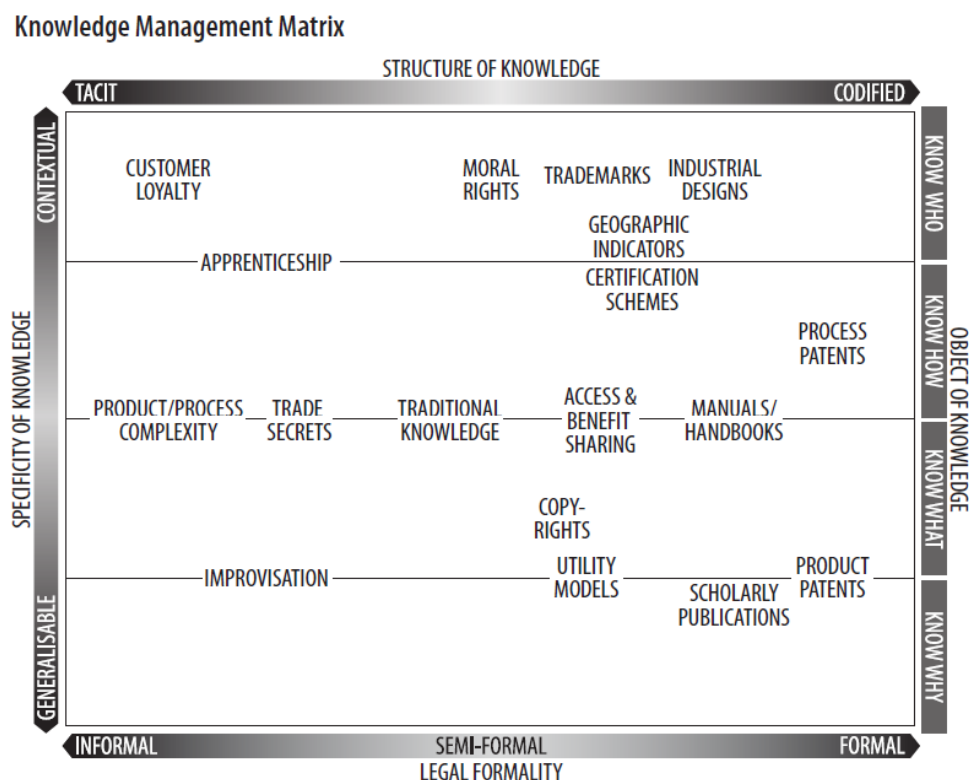 Knowledge Management Matrix
STRUCTURE OF KNOWLEDGE
TACIT
CODIFIED
CONTEXTUAL
SPECIFICITY OF KNOWLEDGE
GENERALISABLE
CUSTOMER
LOYALTY
MORAL
RIGHTS
TRADEMARKS
INDUSTRIAL
DESIGNS
GEOGRAPHIC
INDICATORS
APPRENTICESHIP
CERTIFICATION
SCHEMES
PROCESS
PATENTS
PRODUCT/PROCESS
COMPLEXITY
TRADE
SECRETS
TRADITIONAL
KNOWLEDGE
ACCESS &
BENEFIT
SHARING
MANUALS/
HANDBOOKS
COPY-
RIGHTS
IMPROVISATION
UTILITY
MODELS
SCHOLARLY
PUBLICATIONS
PRODUCT
PATENTS
KNOW WHO
KNOW HOW
KNOW WHAT
KNOW WHY
OBJECT OF KNOWLEDGE
INFORMAL
SEMI-FORMAL
FORMAL
LEGAL FORMALITY